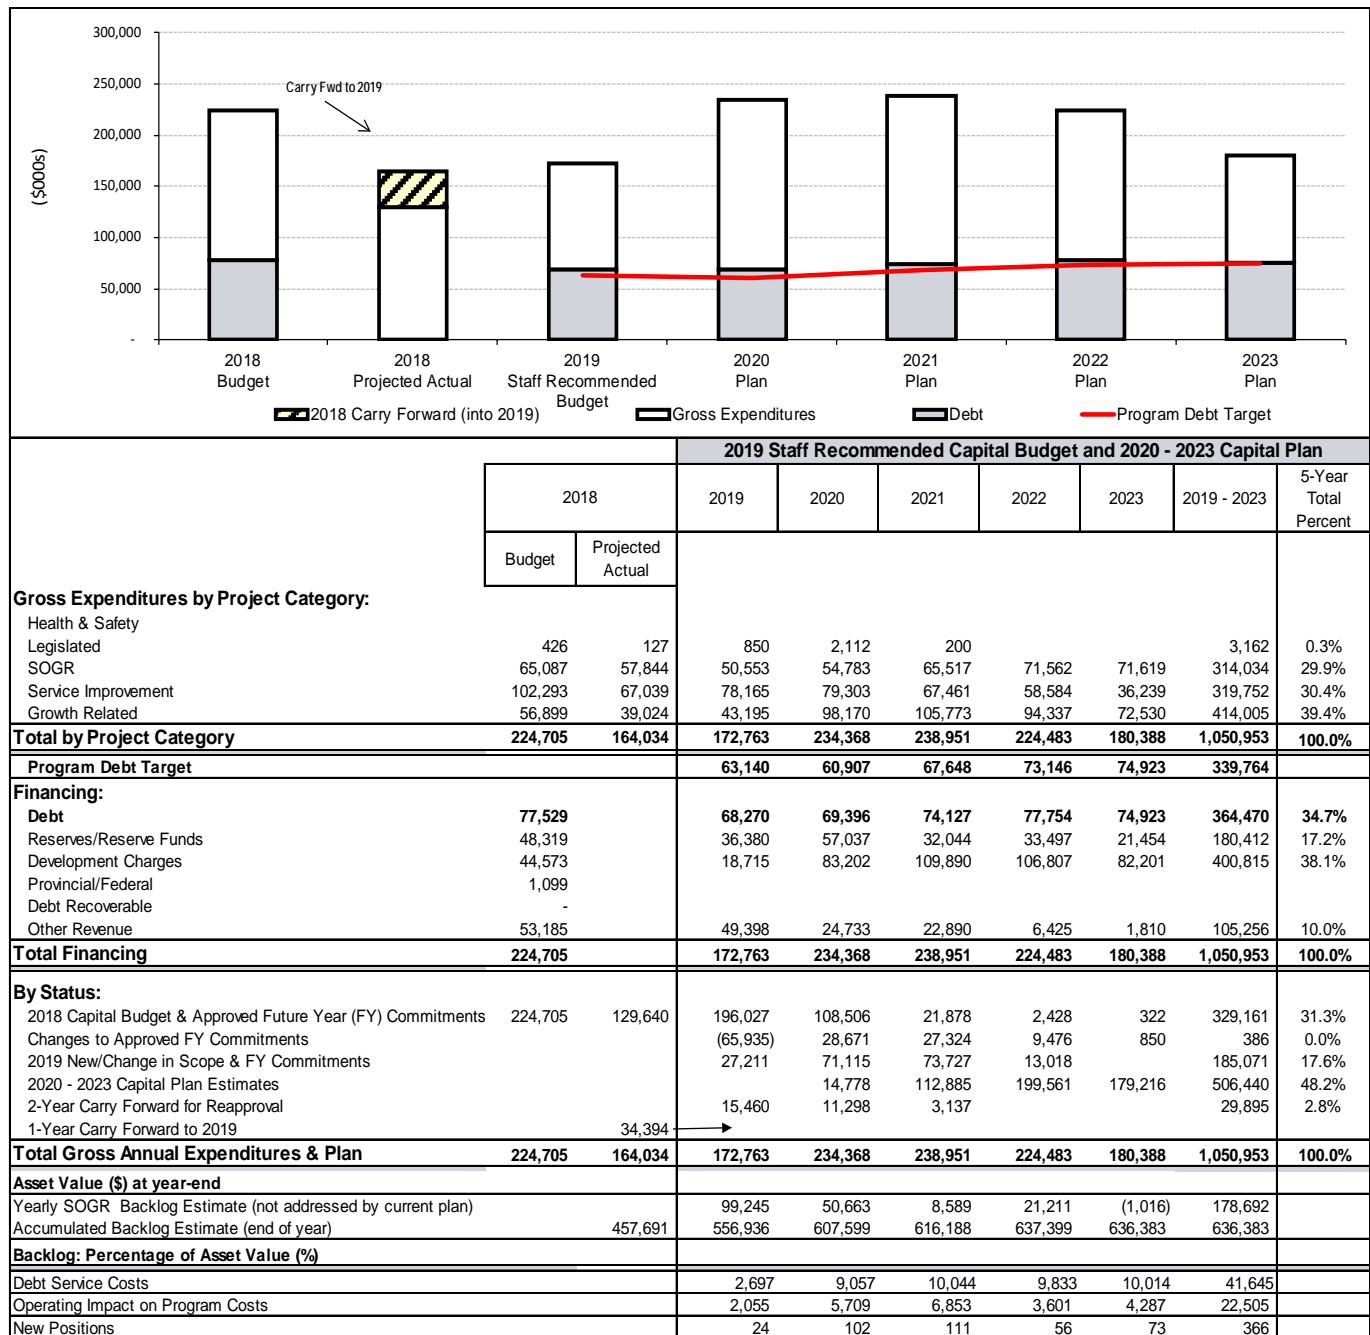 300,000
250,000
200,000
150,000
100,000
50,000
-
($000s)
Carry Fwd to 2019
2018 Budget
2018 Projected Actual
2019 Staff Recommended Budget
2020 Plan
2021 Plan
2022 Plan
2023 Plan
2018 Carry Forward (into 2019) Gross Expenditures Debt Program Debt Target
2019 Staff Recommended Capital Budget and 2020 - 2023 Capital Plan
2018 2019 2020 2021 2022 2023 2019 - 2023 5-Year Total Percent
Budget Projected Actual
Gross Expenditures by Project Category:
Health & Safety
Legislated 426 127 850 2,112 200 3,162 0.3%
SOGR 65,087 57,844 50,553 54,783 65,517 71,562 71,619 314,034 29.9%
Service Improvement 102,293 67,039 78,165 79,303 67,461 58,584 36,239 319,752 30.4%
Growth Related 56,899 39,024 43,195 98,170 105,773 94,337 72,530 414,005 39.4%
Total by Project Category 224,705 164,034 172,763 234,368 238,951 224,483 180,388 1,050,953 100.0%
Program Debt Target 63,140 60,907 67,648 73,146 74,923 339,764
Financing:
Debt 77,529 68,270 69,396 74,127 77,754 74,923 364,470 34.7%
Reserves/Reserve Funds 48,319 36,380 57,037 32,044 33,497 21,454 180,412 17.2%
Development Charges 44,573 18,715 83,202 109,890 106,807 82,201 400,815 38.1%
Provincial/Federal 1,099
Debt Recoverable -
Other Revenue 53,185 49,398 24,733 22,890 6,425 1,810 105,256 10.0%
Total Financing 224,705 172,763 234,368 238,951 224,483 180,388 1,050,953 100.0%
By Status:
2018 Capital Budget & Approved Future Year (FY) Commitments 224,705 129,640 196,027 108,506 21,878 2,428 322 329,161 31.3%
Changes to Approved FY Commitments (65,935) 28,671 27,324 9,476 850 386 0.0%
2019 New/Change in Scope & FY Commitments 27,211 71,115 73,727 13,018 185,071 17.6%
2020 - 2023 Capital Plan Estimates 14,778 112,885 199,561 179,216 506,440 48.2%
2-Year Carry Forward for Reapproval 15,460 11,298 3,137 29,895 2.8%
1-Year Carry Forward to 2019 34,394
Total Gross Annual Expenditures & Plan 224,705 164,034 172,763 234,368 238,951 224,483 180,388 1,050,953 100.0%
Asset Value ($) at year-end
Yearly SOGR Backlog Estimate (not addressed by current plan) 99,245 50,663 8,589 21,211 (1,016) 178,692
Accumulated Backlog Estimate (end of year) 457,691 556,936 607,599 616,188 637,399 636,383 636,383
Backlog: Percentage of Asset Value (%)
Debt Service Costs 2,697 9,057 10,044 9,833 10,014 41,645
Operating Impact on Program Costs 2,055 5,709 6,853 3,601 4,287 22,505
New Positions 24 102 111 56 73 366